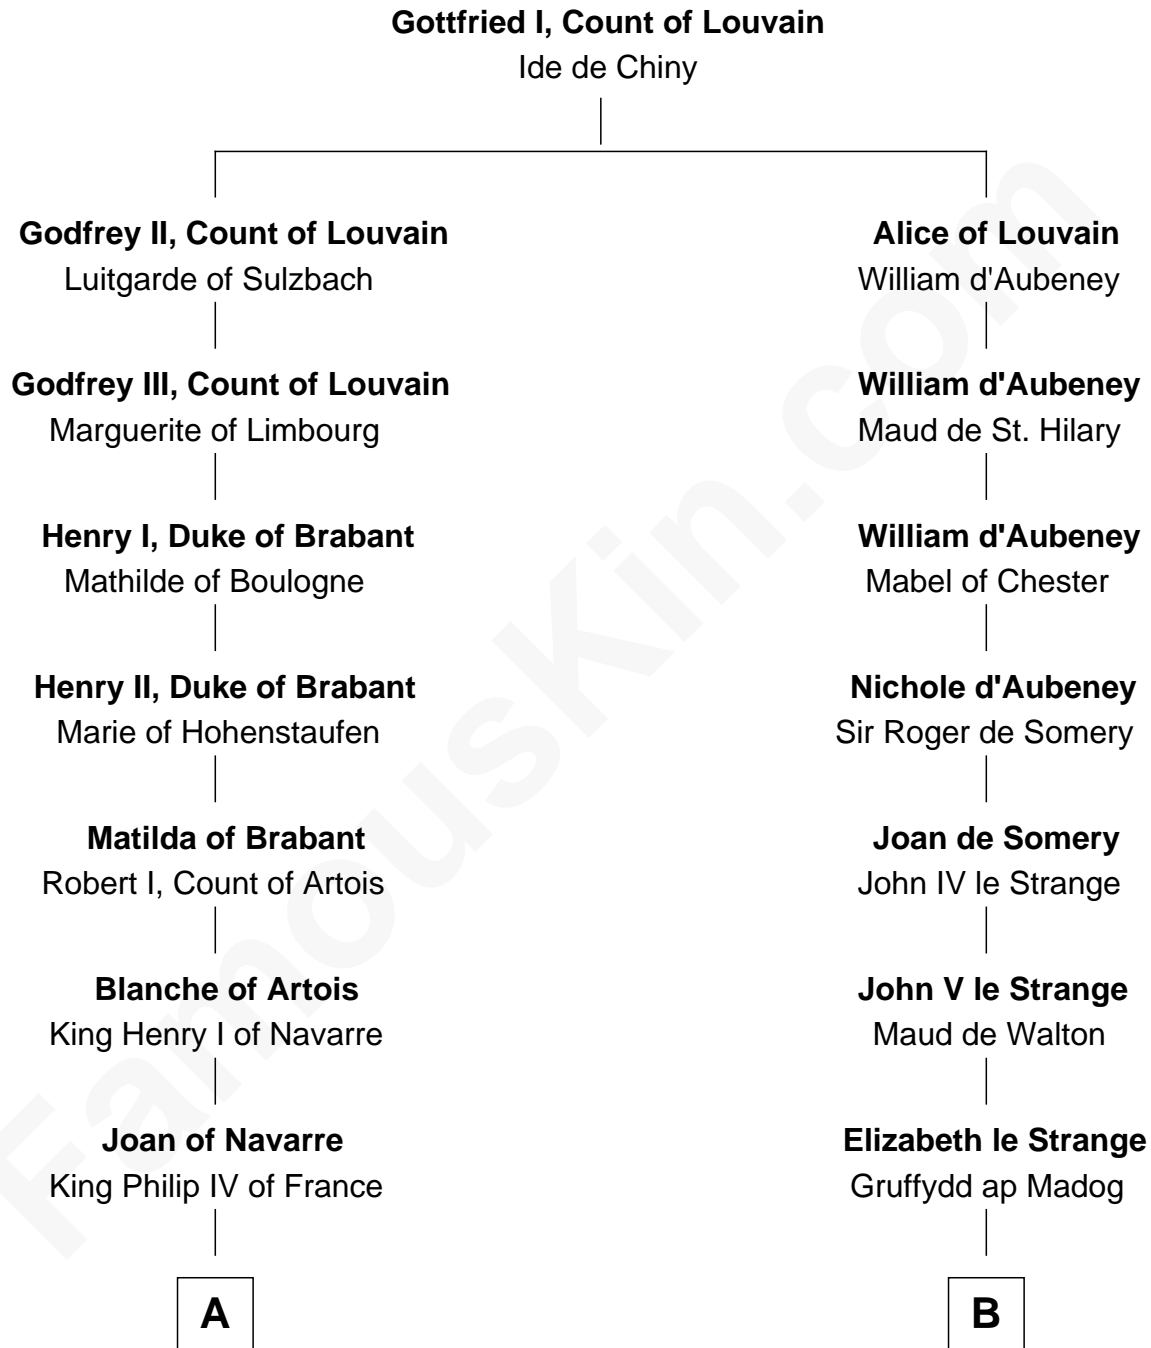 Gottfried I, Count of Louvain
Ide de Chiny
Godfrey II, Count of Louvain
Luitgarde of Sulzbach
Alice of Louvain
William d'Aubeney
Godfrey III, Count of Louvain
Marguerite of Limbourg
William d'Aubeney
Maud de St. Hilary
Henry I, Duke of Brabant
Mathilde of Boulogne
William d'Aubeney
Mabel of Chester
Henry II, Duke of Brabant
Marie of Hohenstaufen
Nichole d'Aubeney
Sir Roger de Somery
Matilda of Brabant
Robert I, Count of Artois
Joan de Somery
John IV le Strange
Blanche of Artois
King Henry I of Navarre
John V le Strange
Maud de Walton
Joan of Navarre
King Philip IV of France
Elizabeth le Strange
Gruffydd ap Madog
A
B
FamousKin.com